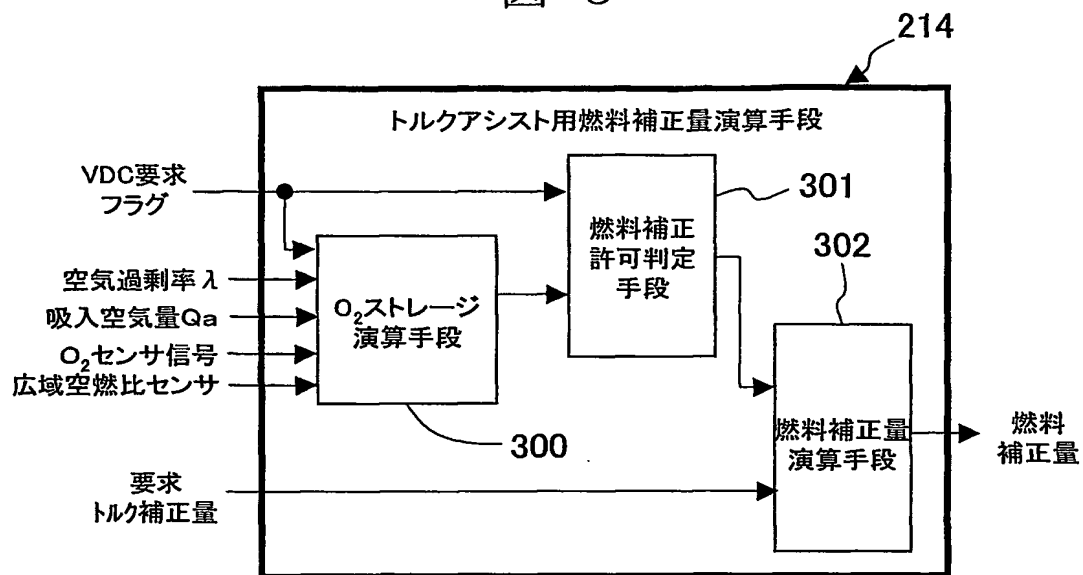 図
214
トルクアシスト用燃料補正量演算手段
VDC要求
フラグ
301
燃料補正
許可判定
手段
302
空気過剰率λ
吸入空気量Qa
O₂センサ信号
広域空燃比センサ
O₂ストレージ
演算手段
300
燃料補正量
演算手段
燃料
補正量
要求
トルク補正量